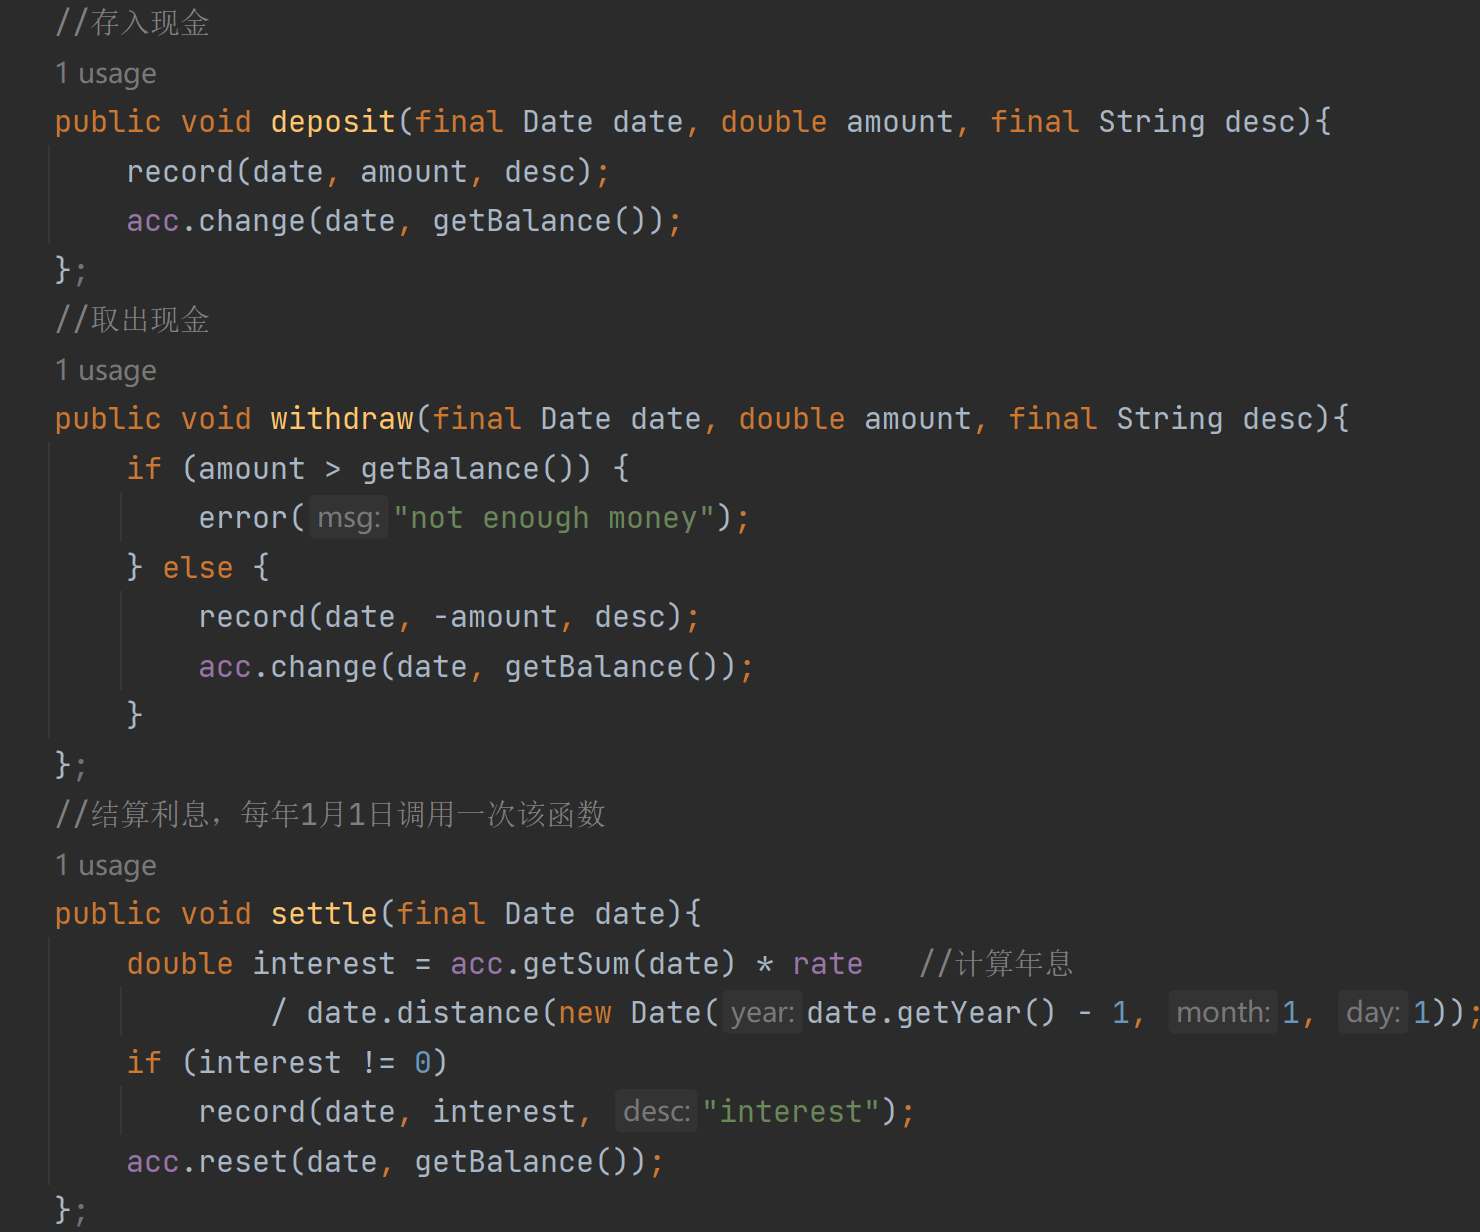 //存入现金
1 usage
public void deposit(final Date date, double amount, final String desc){
    record(date, amount, desc);
    acc.change(date, getBalance());
};
//取出现金
1 usage
public void withdraw(final Date date, double amount, final String desc){
    if (amount > getBalance()) {
        error( msg: "not enough money");
    } else {
        record(date, -amount, desc);
        acc.change(date, getBalance());
    }
};
//结算利息，每年1月1日调用一次该函数
1 usage
public void settle(final Date date){
    double interest = acc.getSum(date) * rate   //计算年息
            / date.distance(new Date( year: date.getYear() - 1, month: 1, day: 1));
    if (interest != 0)
        record(date, interest, desc: "interest");
    acc.reset(date, getBalance());
};